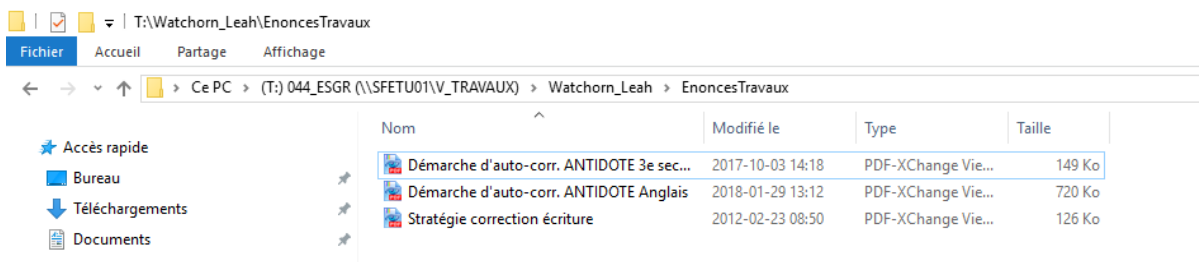 T:\Watchorn_Leah\EnoncesTravaux
Fichier Accueil Partage Affichage
Ce PC > (T:) 044_ESGR (\\SFETU01\V_TRAVAUX) > Watchorn_Leah > EnoncesTravaux
Nom Modifié le Type Taille
Accès rapide
Démarche d'auto-corr. ANTIDOTE 3e sec... 2017-10-03 14:18 PDF-XChange Vie... 149 Ko
Bureau
Démarche d'auto-corr. ANTIDOTE Anglais 2018-01-29 13:12 PDF-XChange Vie... 720 Ko
Téléchargements
Stratégie correction écriture 2012-02-23 08:50 PDF-XChange Vie... 126 Ko
Documents